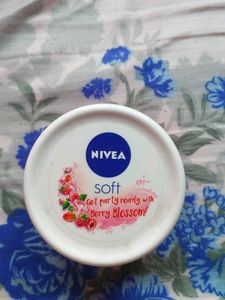 NIVEA
soft
Get party ready with
Berry Blossom!